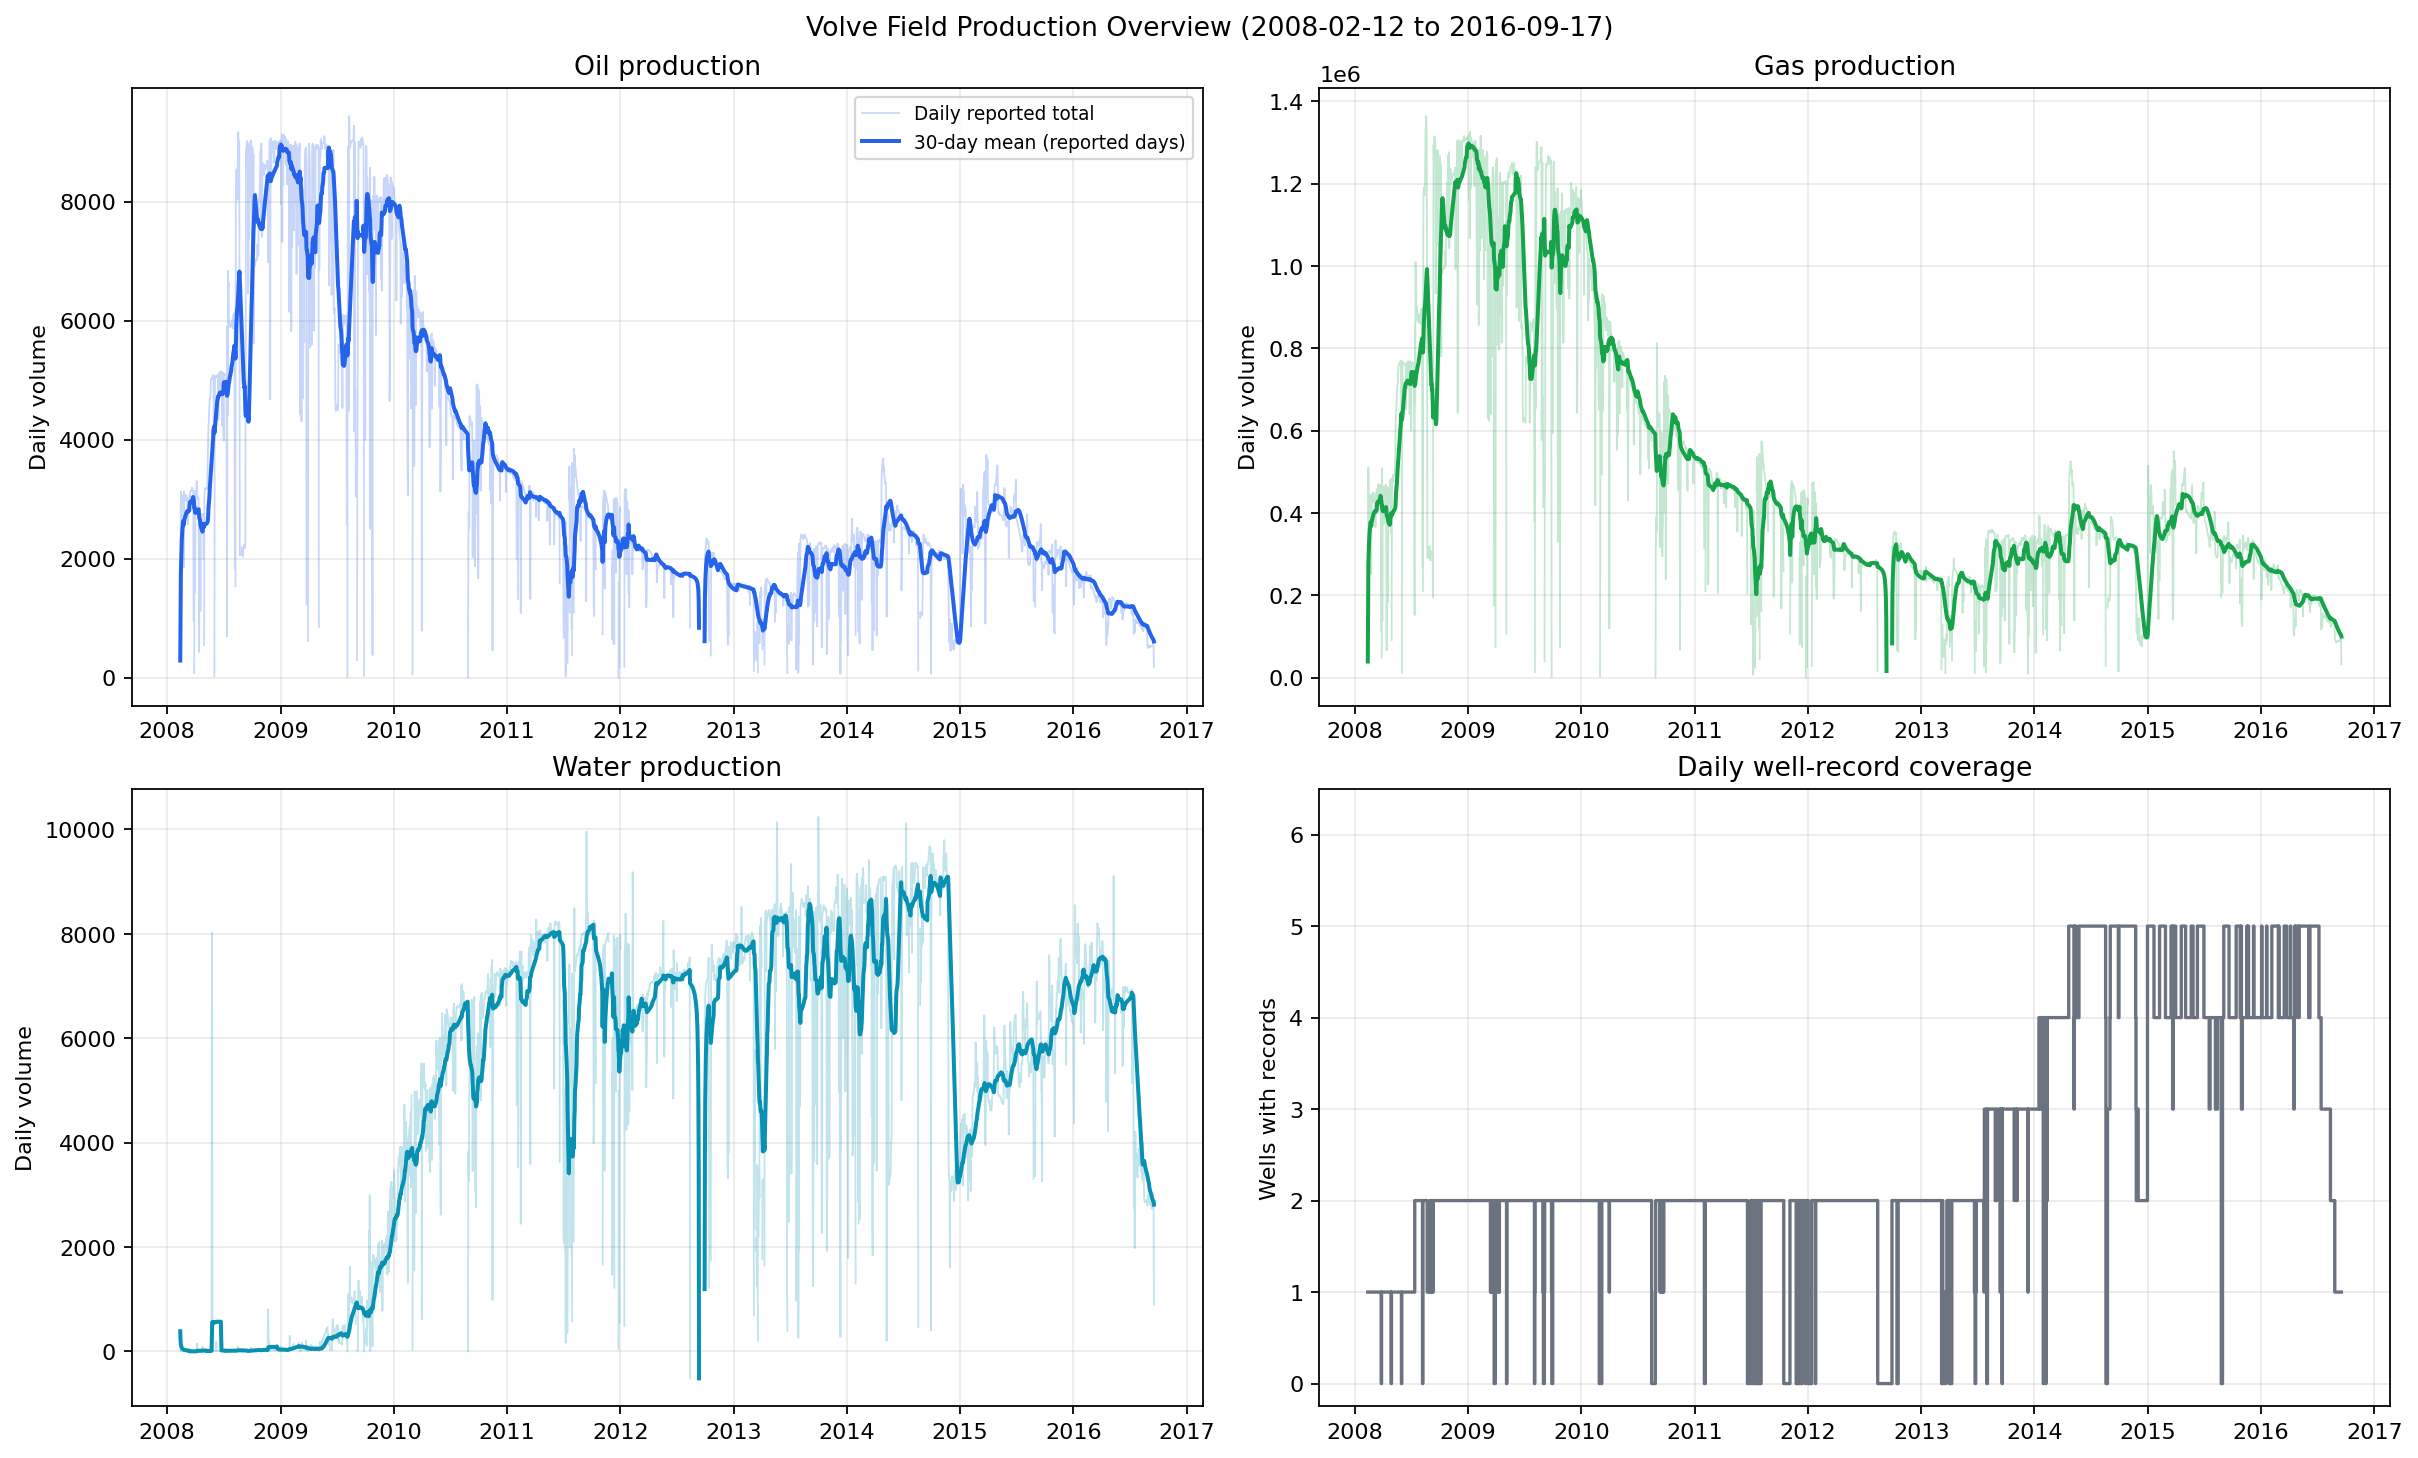 Volve Field Production Overview (2008-02-12 to 2016-09-17)
Oil production
Daily volume
8000
6000
4000
2000
0
Daily reported total
30-day mean (reported days)
2008 2009 2010 2011 2012 2013 2014 2015 2016 2017
Gas production
1e6
Daily volume
1.4
1.2
1.0
0.8
0.6
0.4
0.2
0.0
2008 2009 2010 2011 2012 2013 2014 2015 2016 2017
Water production
Daily volume
10000
8000
6000
4000
2000
0
2008 2009 2010 2011 2012 2013 2014 2015 2016 2017
Daily well-record coverage
Wells with records
6
5
4
3
2
1
0
2008 2009 2010 2011 2012 2013 2014 2015 2016 2017